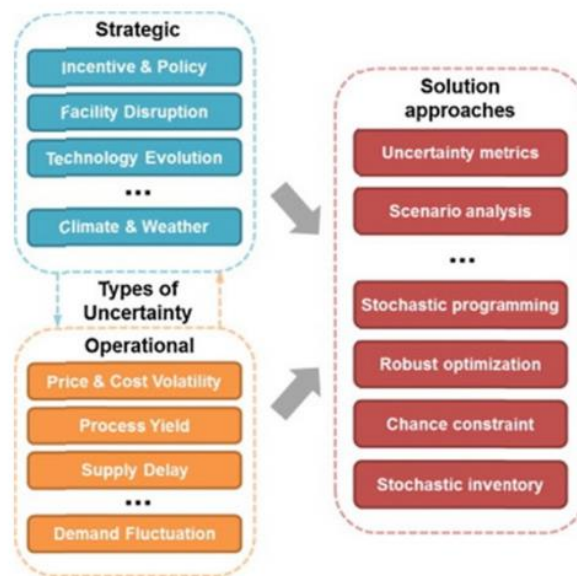 Strategic
Incentive & Policy
Facility Disruption
Technology Evolution
...
Climate & Weather
Types of
Uncertainty
Operational
Price & Cost Volatility
Process Yield
Supply Delay
...
Demand Fluctuation
Solution
approaches
Uncertainty metrics
Scenario analysis
...
Stochastic programming
Robust optimization
Chance constraint
Stochastic inventory